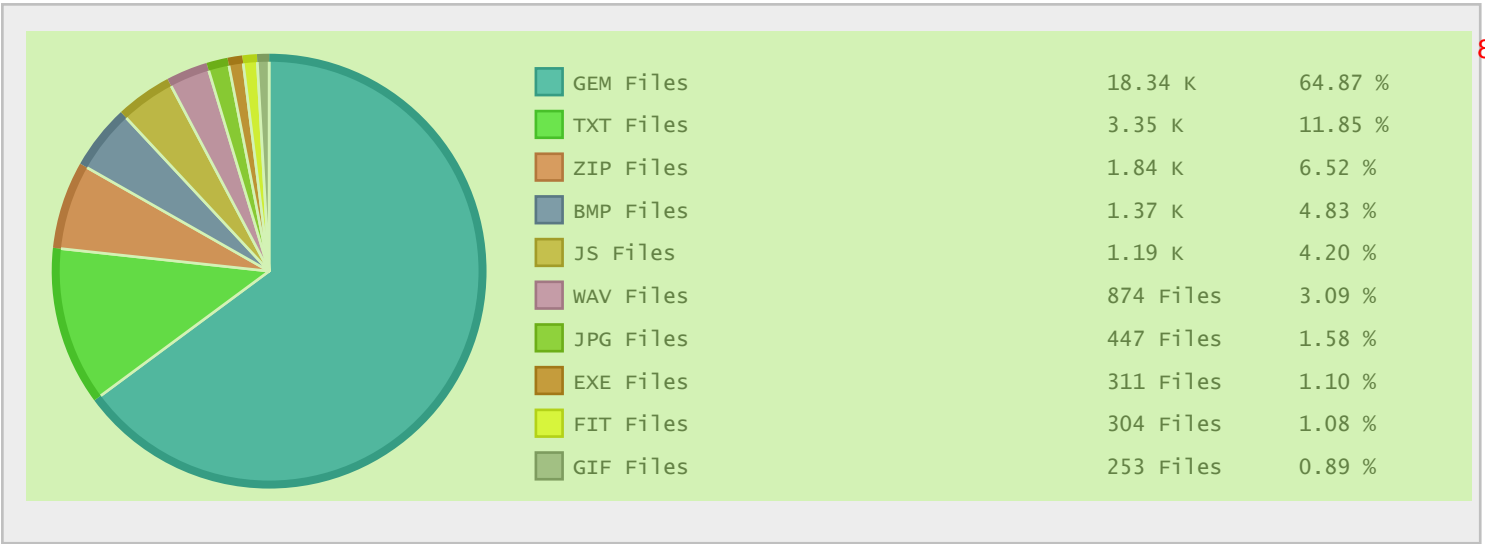 8
GEM Files 18.34 K 64.87 %
TXT Files 3.35 K 11.85 %
ZIP Files 1.84 K 6.52 %
BMP Files 1.37 K 4.83 %
JS Files 1.19 K 4.20 %
WAV Files 874 Files 3.09 %
JPG Files 447 Files 1.58 %
EXE Files 311 Files 1.10 %
FIT Files 304 Files 1.08 %
GIF Files 253 Files 0.89 %